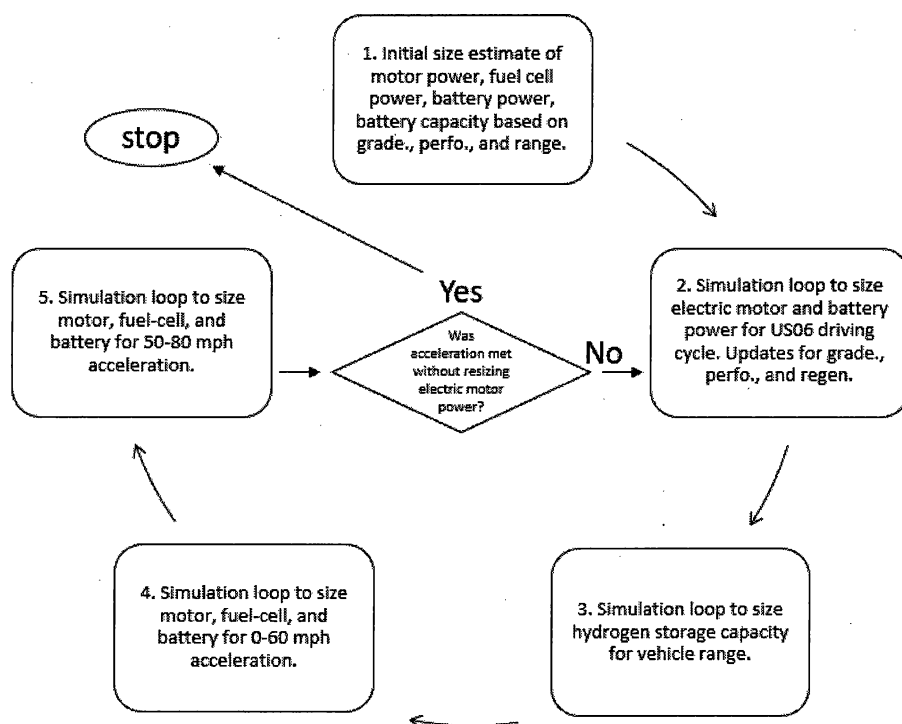 1. Initial size estimate of
motor power, fuel cell
power, battery power,
battery capacity based on
grade., perfo., and range.
stop
5. Simulation loop to size
motor, fuel-cell, and
battery for 50-80 mph
acceleration.
Yes
Was
acceleration met
without resizing
electric motor
power?
No
2. Simulation loop to size
electric motor and battery
power for US06 driving
cycle. Updates for grade.,
perfo., and regen.
4. Simulation loop to size
motor, fuel-cell, and
battery for 0-60 mph
acceleration.
3. Simulation loop to size
hydrogen storage capacity
for vehicle range.